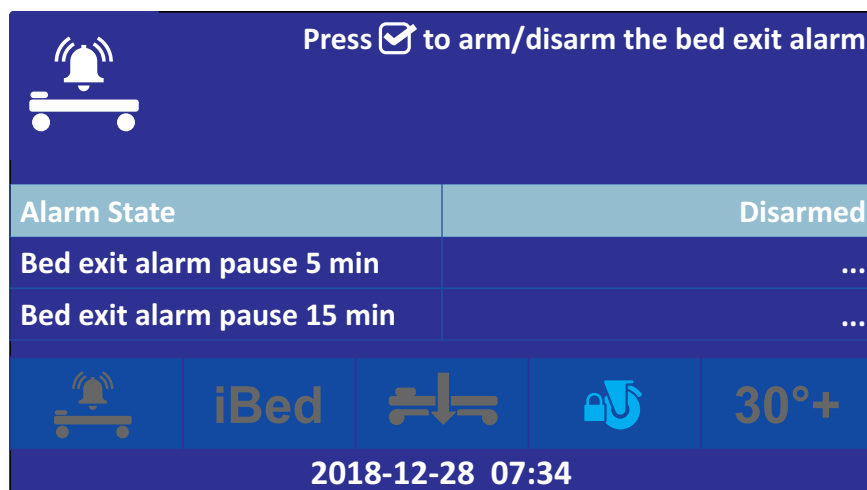 Press to arm/disarm the bed exit alarm
Alarm State Disarmed
Bed exit alarm pause 5 min ...
Bed exit alarm pause 15 min ...
iBed 30°+
2018-12-28 07:34